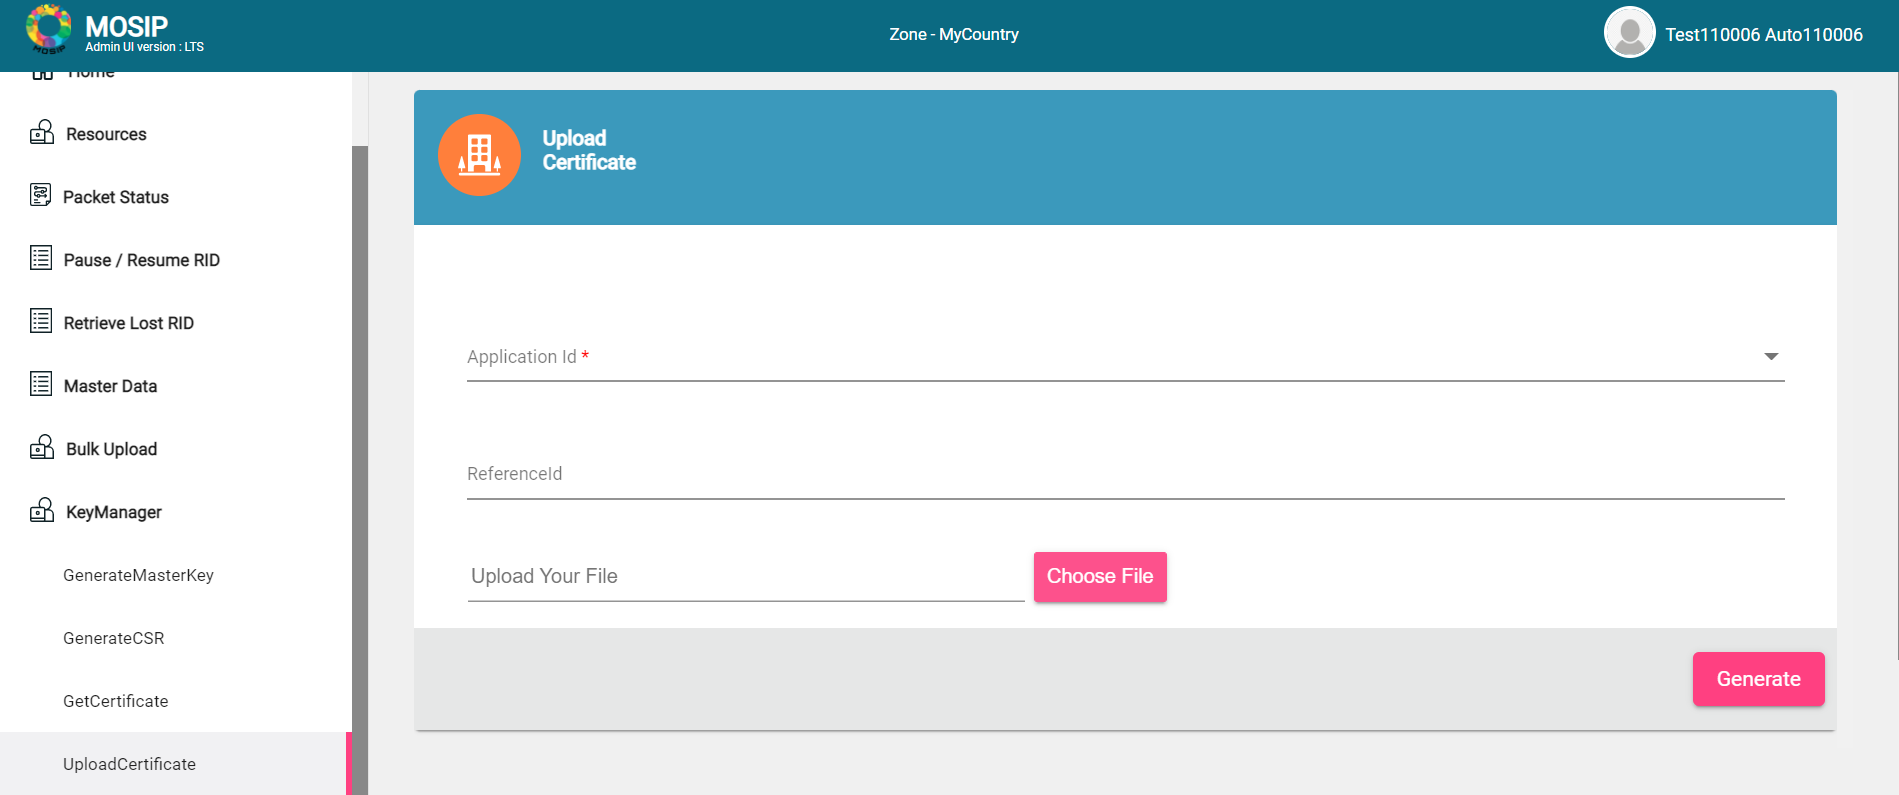 MOSIP
Admin UI version : LTS
Zone - MyCountry
Test110006 Auto110006
Home
Resources
Packet Status
Pause / Resume RID
Retrieve Lost RID
Master Data
Bulk Upload
KeyManager
GenerateMasterKey
GenerateCSR
GetCertificate
UploadCertificate
Upload
Certificate
Application Id *
ReferenceId
Upload Your File
Choose File
Generate